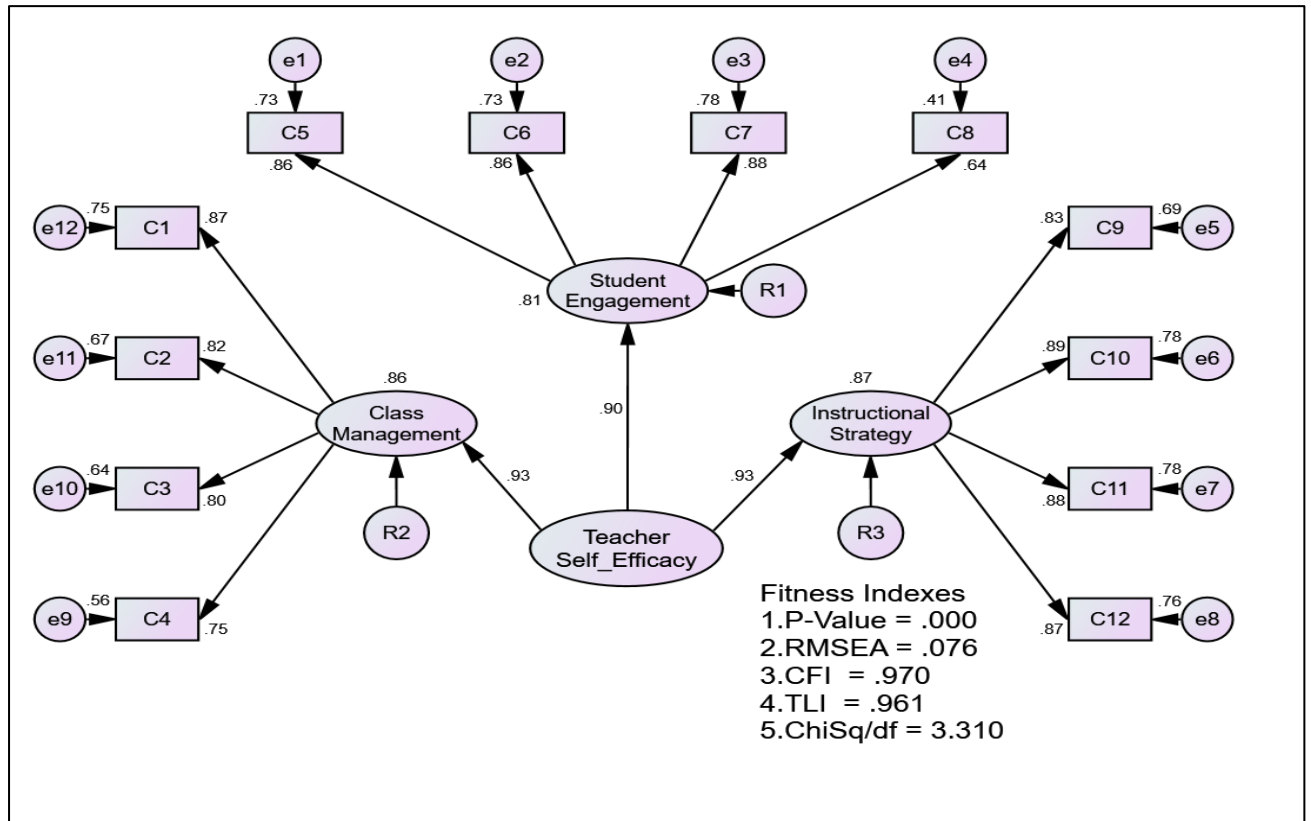 e1
e2
e3
e4
.73
.73
.78
.41
C5
C6
C7
C8
.86
.86
.88
.64
e12
.75
C1
.87
.83
C9
.69
e5
Student
Engagement
.81
R1
e11
.67
C2
.82
.89
C10
.78
e6
.86
.87
Class
Management
Instructional
Strategy
.90
e10
.64
C3
.80
.93
.93
.88
C11
.78
e7
R2
R3
Teacher
Self_Efficacy
e9
.56
C4
.75
.87
C12
.76
e8
Fitness Indexes
1.P-Value = .000
2.RMSEA = .076
3.CFI = .970
4.TLI = .961
5.ChiSq/df = 3.310